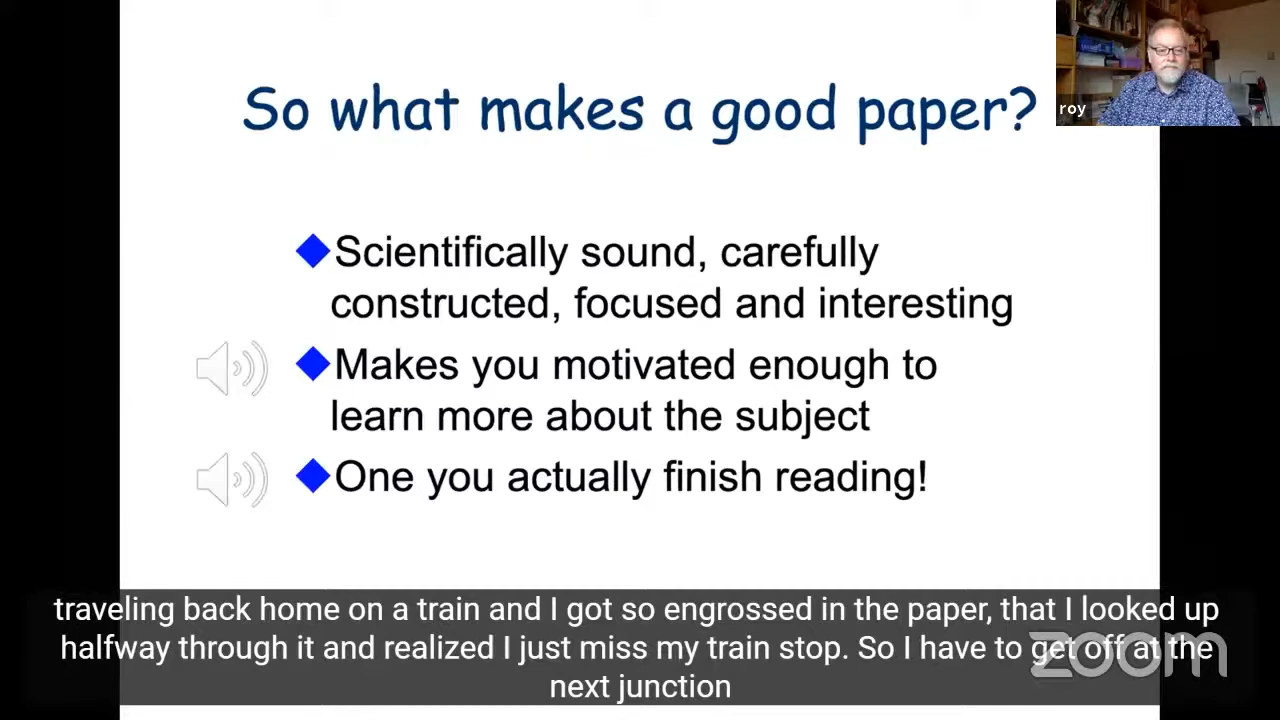 So what makes a good paper?
roy
Scientifically sound, carefully
constructed, focused and interesting
Makes you motivated enough to
learn more about the subject
One you actually finish reading!
traveling back home on a train and I got so engrossed in the paper, that I looked up
halfway through it and realized I just miss my train stop. So I have to get off at the
next junction
zoom